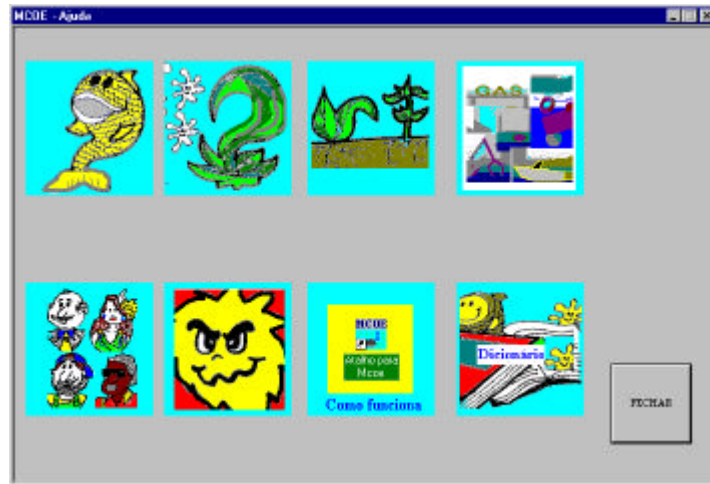 MCOE - Ajuda
GAS
MCOE
Atalho para
Mcoe
Como funciona
Dicionário
FECHAR